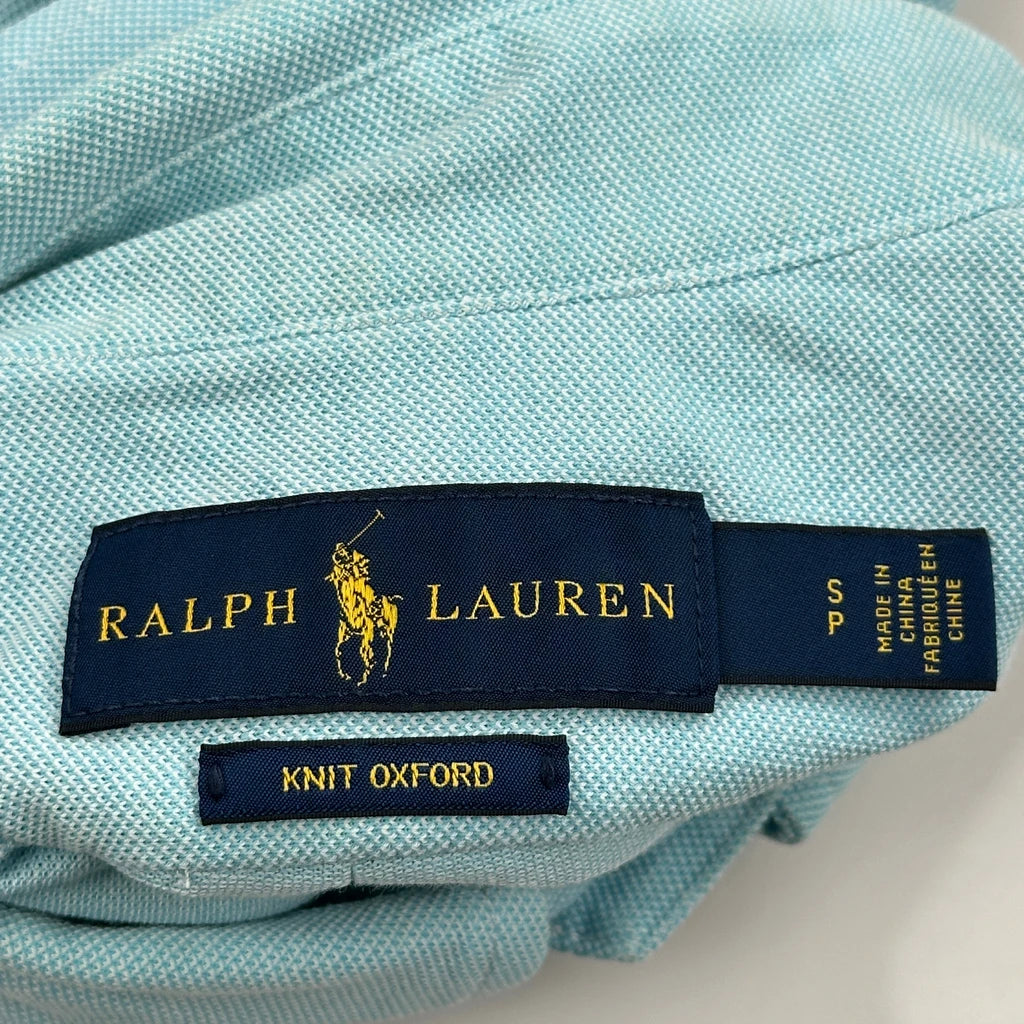 RALPH LAUREN
S
P
MADE IN
CHINA
FABRIQUÉ EN
CHINE
KNIT OXFORD